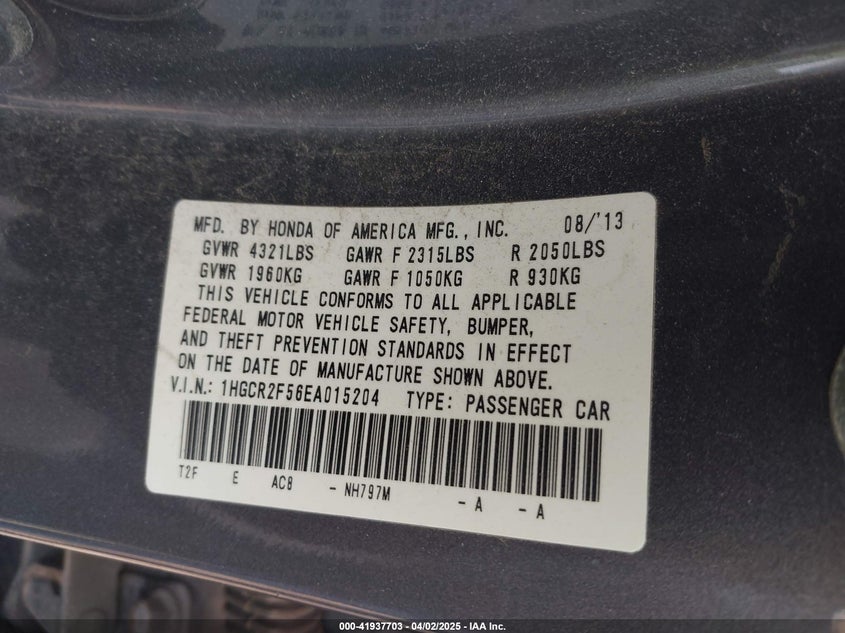 MFD. BY HONDA OF AMERICA MFG., INC. 08/'13
GVWR 4321LBS GAWR F 2315LBS R 2050LBS
GVWR 1960KG GAWR F 1050KG R 930KG
THIS VEHICLE CONFORMS TO ALL APPLICABLE
FEDERAL MOTOR VEHICLE SAFETY, BUMPER,
AND THEFT PREVENTION STANDARDS IN EFFECT
ON THE DATE OF MANUFACTURE SHOWN ABOVE.
V.I.N.: 1HGCR2F56EA015204 TYPE: PASSENGER CAR
T2F E AC8 - NH797M - A - A
000-41937703 - 04/02/2025 - IAA Inc.